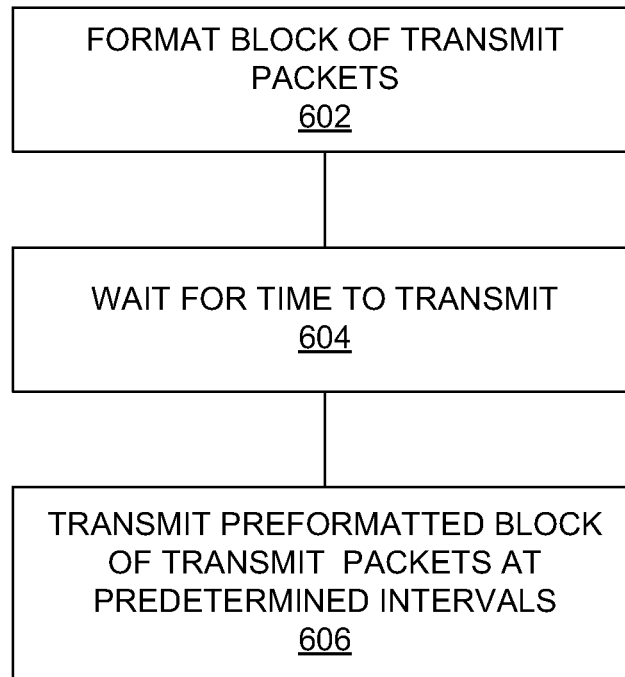 FORMAT BLOCK OF TRANSMIT
PACKETS
602
WAIT FOR TIME TO TRANSMIT
604
TRANSMIT PREFORMATTED BLOCK
OF TRANSMIT PACKETS AT
PREDETERMINED INTERVALS
606